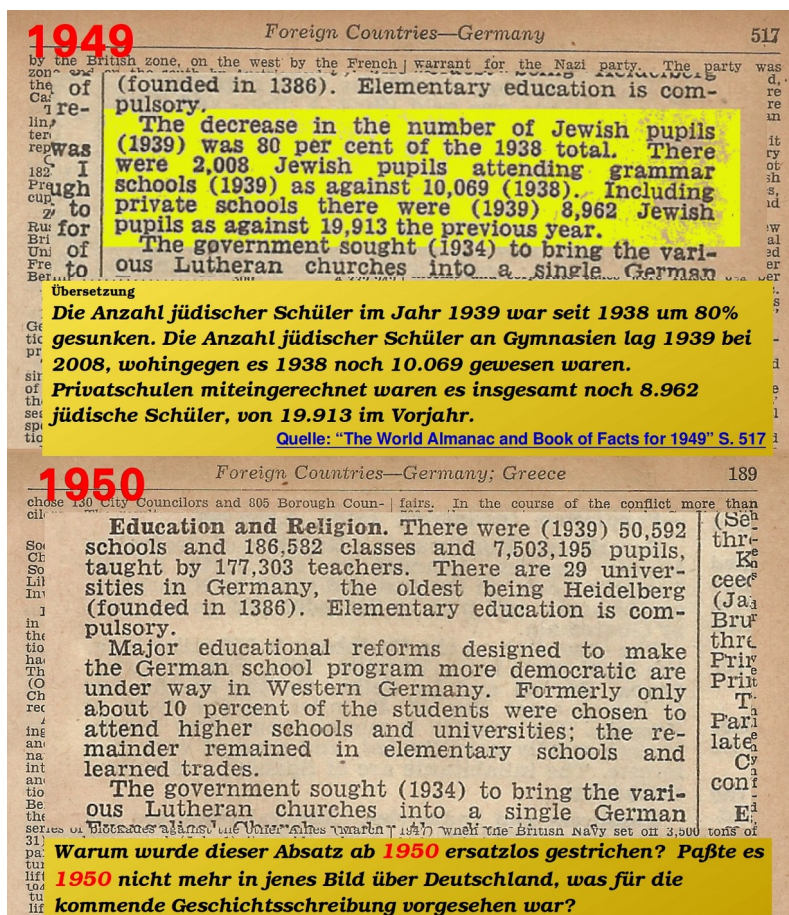 1949
Foreign Countries—Germany 517
by the British zone, on the west by the French warrant for the Nazi party. The party was
(founded in 1386). Elementary education is com-
pulsory.
The decrease in the number of Jewish pupils
(1939) was 80 per cent of the 1938 total. There
were 2,008 Jewish pupils attending grammar
schools (1939) as against 10,069 (1938). Including
private schools there were (1939) 8,962 Jewish
pupils as against 19,913 the previous year.
The government sought (1934) to bring the vari-
ous Lutheran churches into a single German
Übersetzung
Die Anzahl jüdischer Schüler im Jahr 1939 war seit 1938 um 80%
gesunken. Die Anzahl jüdischer Schüler an Gymnasien lag 1939 bei
2008, wohingegen es 1938 noch 10.069 gewesen waren.
Privatschulen miteingerechnet waren es insgesamt noch 8.962
jüdische Schüler, von 19.913 im Vorjahr.
Quelle: “The World Almanac and Book of Facts for 1949” S. 517
1950
Foreign Countries—Germany; Greece 189
chose 130 City Councilors and 805 Borough Coun- fairs. In the course of the conflict more than
Education and Religion. There were (1939) 50,592
schools and 186,582 classes and 7,503,195 pupils,
taught by 177,303 teachers. There are 29 univer-
sities in Germany, the oldest being Heidelberg
(founded in 1386). Elementary education is com-
pulsory.
Major educational reforms designed to make
the German school program more democratic are
under way in Western Germany. Formerly only
about 10 percent of the students were chosen to
attend higher schools and universities; the re-
mainder remained in elementary schools and
learned trades.
The government sought (1934) to bring the vari-
ous Lutheran churches into a single German
Warum wurde dieser Absatz ab 1950 ersatzlos gestrichen? Paßte es
1950 nicht mehr in jenes Bild über Deutschland, was für die
kommende Geschichtsschreibung vorgesehen war?